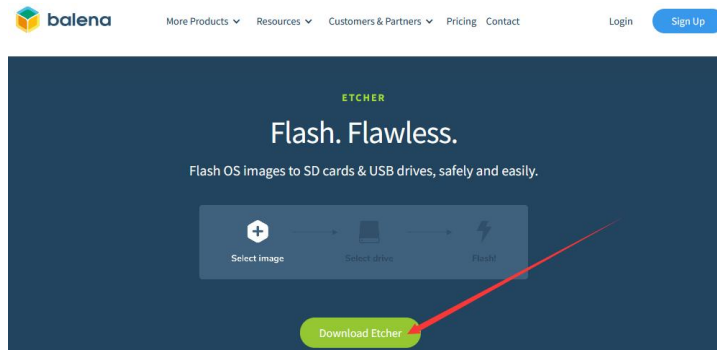 balena More Products Resources Customers & Partners Pricing Contact Login Sign Up
ETCHER
Flash. Flawless.
Flash OS images to SD cards & USB drives, safely and easily.
Select image Select drive Flash!
Download Etcher